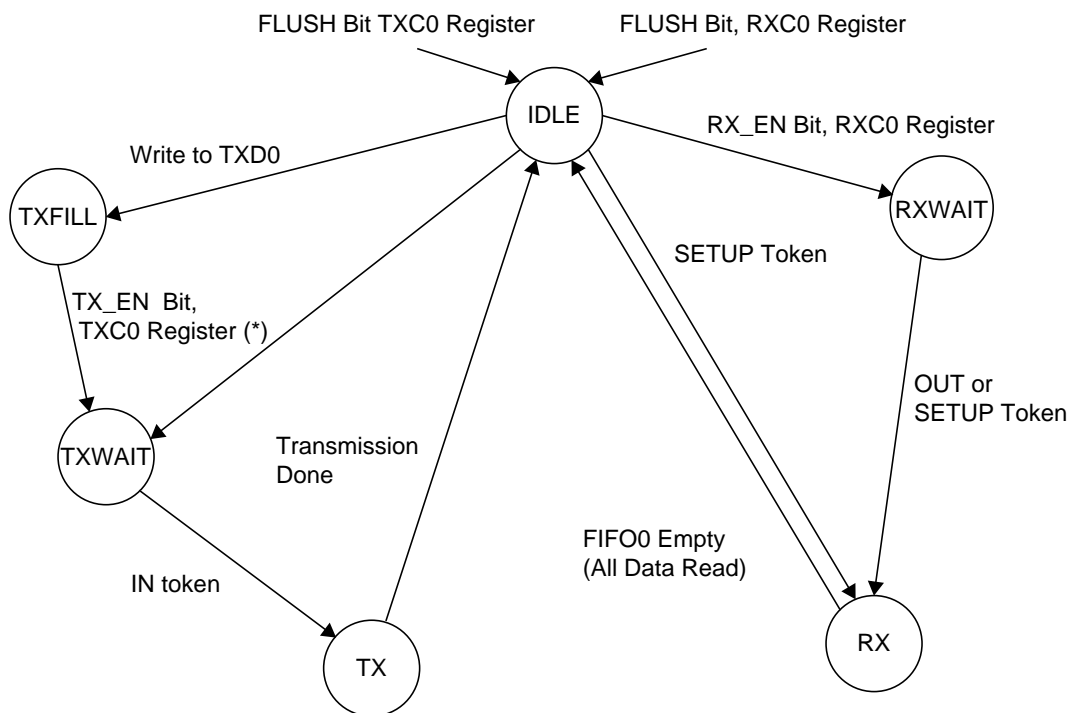 FLUSH Bit TXC0 Register
FLUSH Bit, RXC0 Register
IDLE
RX_EN Bit, RXC0 Register
Write to TXD0
TXFILL
RXWAIT
SETUP Token
TX_EN Bit,
TXC0 Register (*)
OUT or
SETUP Token
TXWAIT
Transmission
Done
FIFO0 Empty
(All Data Read)
IN token
TX
RX